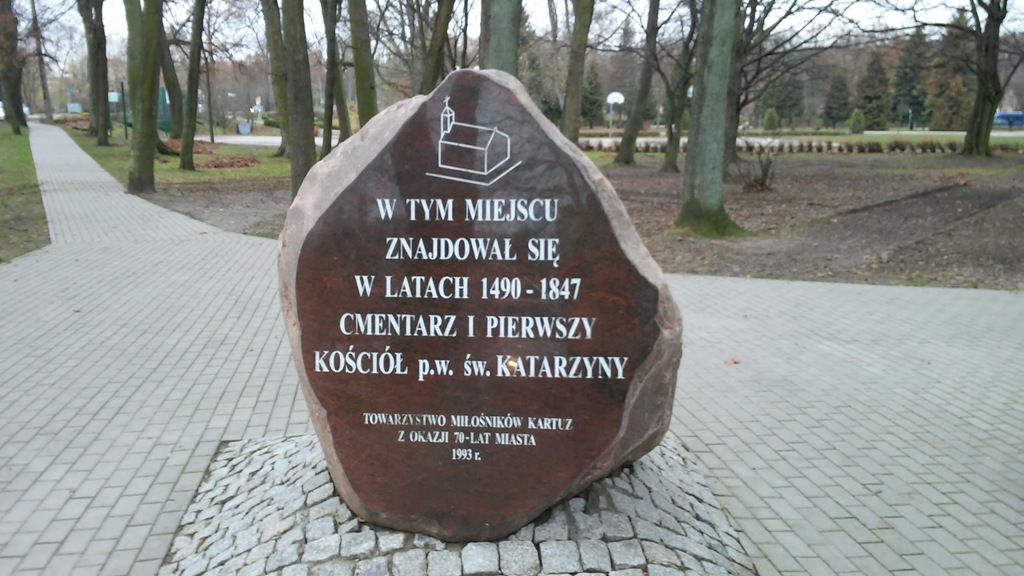 W TYM MIEJSCU
ZNAJDOWAŁ SIĘ
W LATACH 1490 - 1847
CMENTARZ I PIERWSZY
KOŚCIÓŁ p.w. św. KATARZYNY
TOWARZYSTWO MIŁOŚNIKÓW KARTUZ
Z OKAZJI 70-LAT MIASTA
1993 r.